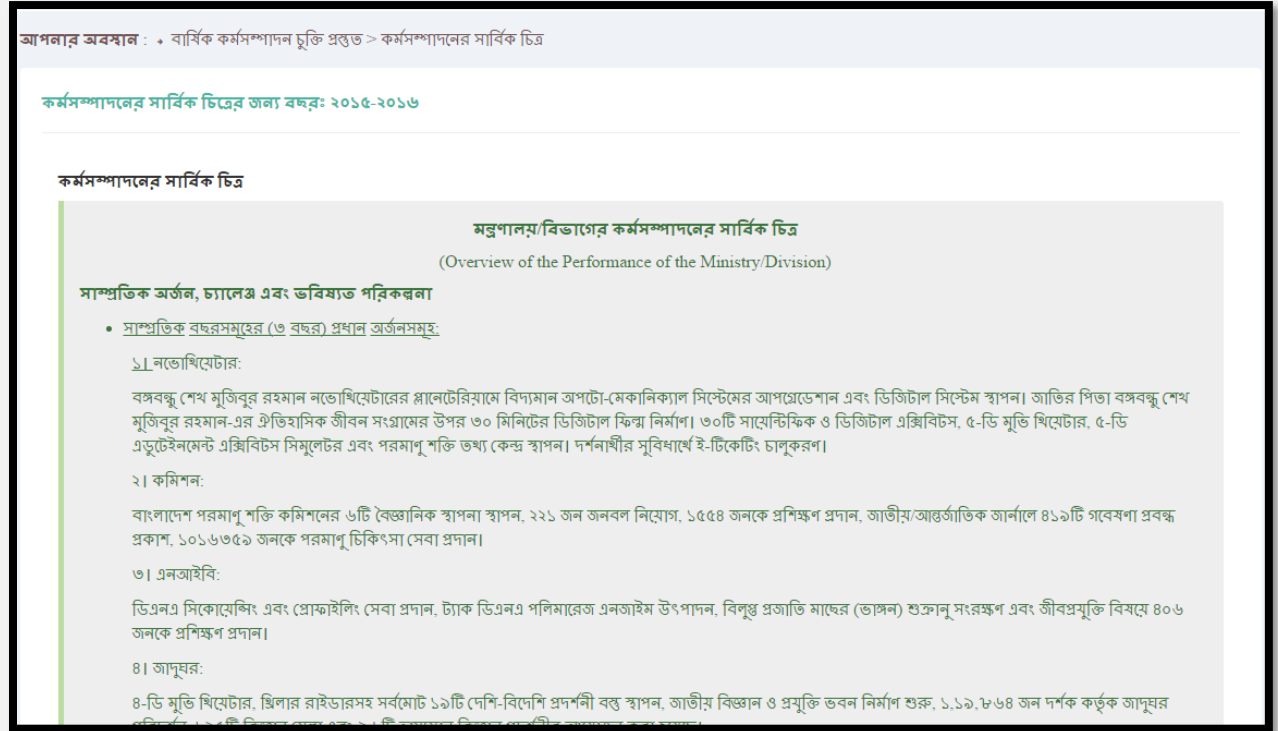 আপনার অবস্থান : বার্ষিক কর্মসম্পাদন চুক্তি প্রস্তুত > কর্মসম্পাদনের সার্বিক চিত্র
কর্মসম্পাদনের সার্বিক চিত্রের জন্য বছরঃ ২০১৫-২০১৬
কর্মসম্পাদনের সার্বিক চিত্র
মন্ত্রণালয়/বিভাগের কর্মসম্পাদনের সার্বিক চিত্র
(Overview of the Performance of the Ministry/Division)
সাম্প্রতিক অর্জন, চ্যালেঞ্জ এবং ভবিষ্যত পরিকল্পনা
• সাম্প্রতিক বছরসমূহের (৩ বছর) প্রধান অর্জনসমূহ:
১। নভোথিয়েটার:
বঙ্গবন্ধু শেখ মুজিবুর রহমান নভোথিয়েটারের প্লানেটেরিয়ামে বিদ্যমান অপটো-মেকানিক্যাল সিস্টেমের আপগ্রেডেশান এবং ডিজিটাল সিস্টেম স্থাপন। জাতির পিতা বঙ্গবন্ধু শেখ
মুজিবুর রহমান-এর ঐতিহাসিক জীবন সংগ্রামের উপর ৩০ মিনিটের ডিজিটাল ফিল্ম নির্মাণ। ৩০টি সায়েন্টিফিক ও ডিজিটাল এক্সিবিটস, ৫-ডি মুভি থিয়েটার, ৫-ডি
এডুটেইনমেন্ট এক্সিবিটস সিমুলেটর এবং পরমাণু শক্তি তথ্য কেন্দ্র স্থাপন। দর্শনার্থীর সুবিধার্থে ই-টিকেটিং চালুকরণ।
২। কমিশন:
বাংলাদেশ পরমাণু শক্তি কমিশনের ৬টি বৈজ্ঞানিক স্থাপনা স্থাপন, ২২১ জন জনবল নিয়োগ, ১৫৫৪ জনকে প্রশিক্ষণ প্রদান, জাতীয়/আন্তর্জাতিক জার্নালে ৪১৯টি গবেষণা প্রবন্ধ
প্রকাশ, ১০১৬৩৫৯ জনকে পরমাণু চিকিৎসা সেবা প্রদান।
৩। এনআইবি:
ডিএনএ সিকোয়েন্সিং এবং প্রোফাইলিং সেবা প্রদান, ট্যাক ডিএনএ পলিমারেজ এনজাইম উৎপাদন, বিলুপ্ত প্রজাতি মাছের (ভাঙ্গন) শুক্রানু সংরক্ষণ এবং জীবপ্রযুক্তি বিষয়ে ৪০৬
জনকে প্রশিক্ষণ প্রদান।
৪। জাদুঘর:
৪-ডি মুভি থিয়েটার, থ্রিলার রাইডারসহ সর্বমোট ১৯টি দেশি-বিদেশি প্রদর্শনী বস্তু স্থাপন, জাতীয় বিজ্ঞান ও প্রযুক্তি ভবন নির্মাণ শুরু, ১,১৯,৮৬৪ জন দর্শক কর্তৃক জাদুঘর